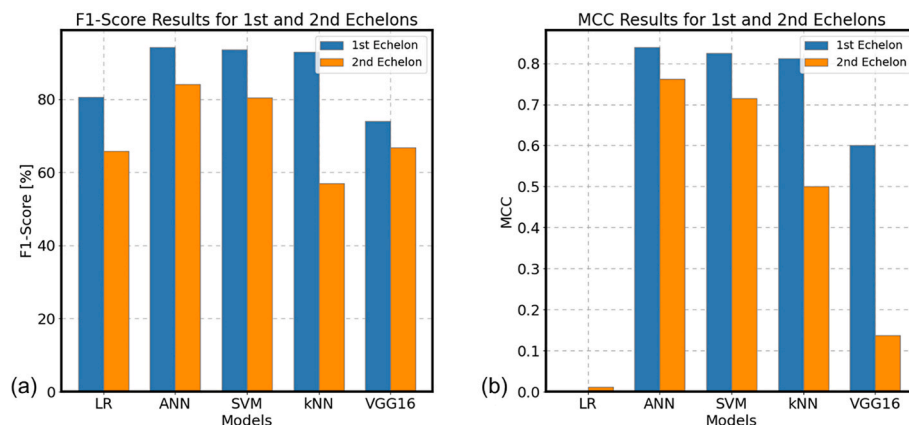 F1-Score Results for 1st and 2nd Echelons
1st Echelon
2nd Echelon
80
60
40
20
0
F1-Score [%]
LR ANN SVM kNN VGG16
Models
(a)
MCC Results for 1st and 2nd Echelons
1st Echelon
2nd Echelon
0.8
0.7
0.6
0.5
0.4
0.3
0.2
0.1
0.0
MCC
LR ANN SVM kNN VGG16
Models
(b)